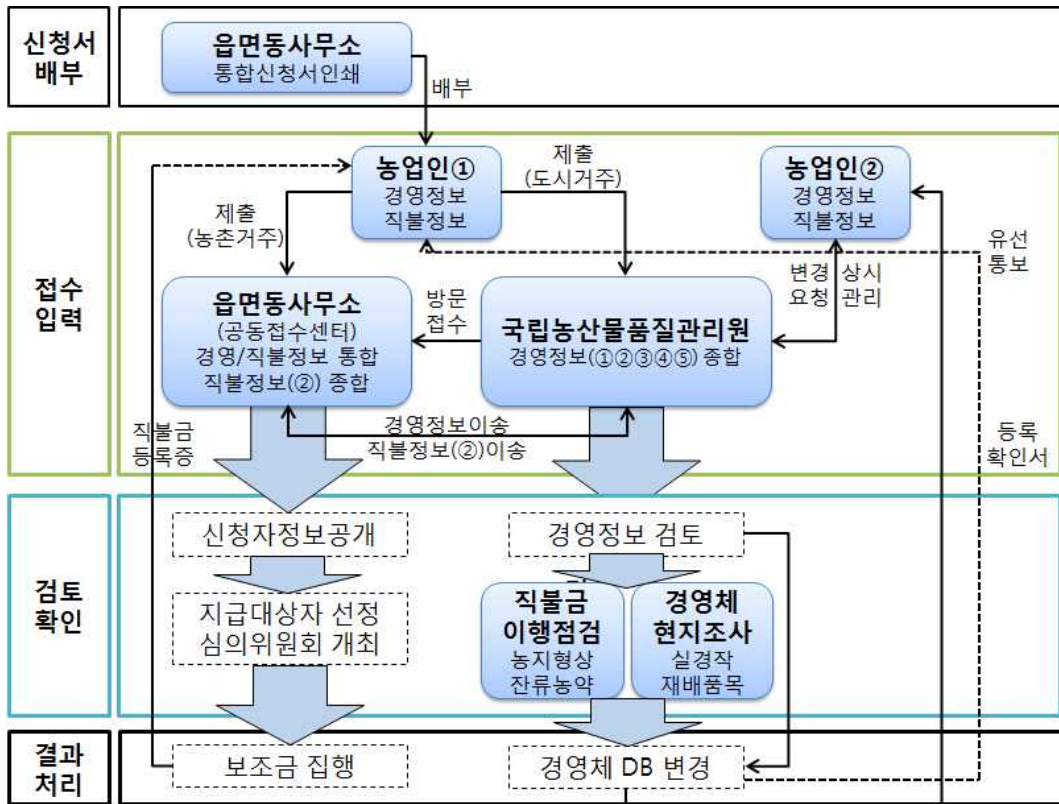 신청서
배부
읍면동사무소
통합신청서인쇄
배부
접수
입력
농업인①
경영정보
직불정보
제출
(도시거주)
농업인②
경영정보
직불정보
제출
(농촌거주)
유선
통보
변경 상시
요청 관리
읍면동사무소
(공동접수센터)
경영/직불정보 통합
직불정보(②) 종합
방문
접수
국립농산물품질관리원
경영정보(①②③④⑤) 종합
직불금
등록증
경영정보이송
직불정보(②)이송
등록
확인서
검토
확인
신청자정보공개
경영정보 검토
지급대상자 선정
심의위원회 개최
직불금
이행점검
농지형상
잔류농약
경영체
현지조사
실경작
재배품목
결과
처리
보조금 집행
경영체 DB 변경